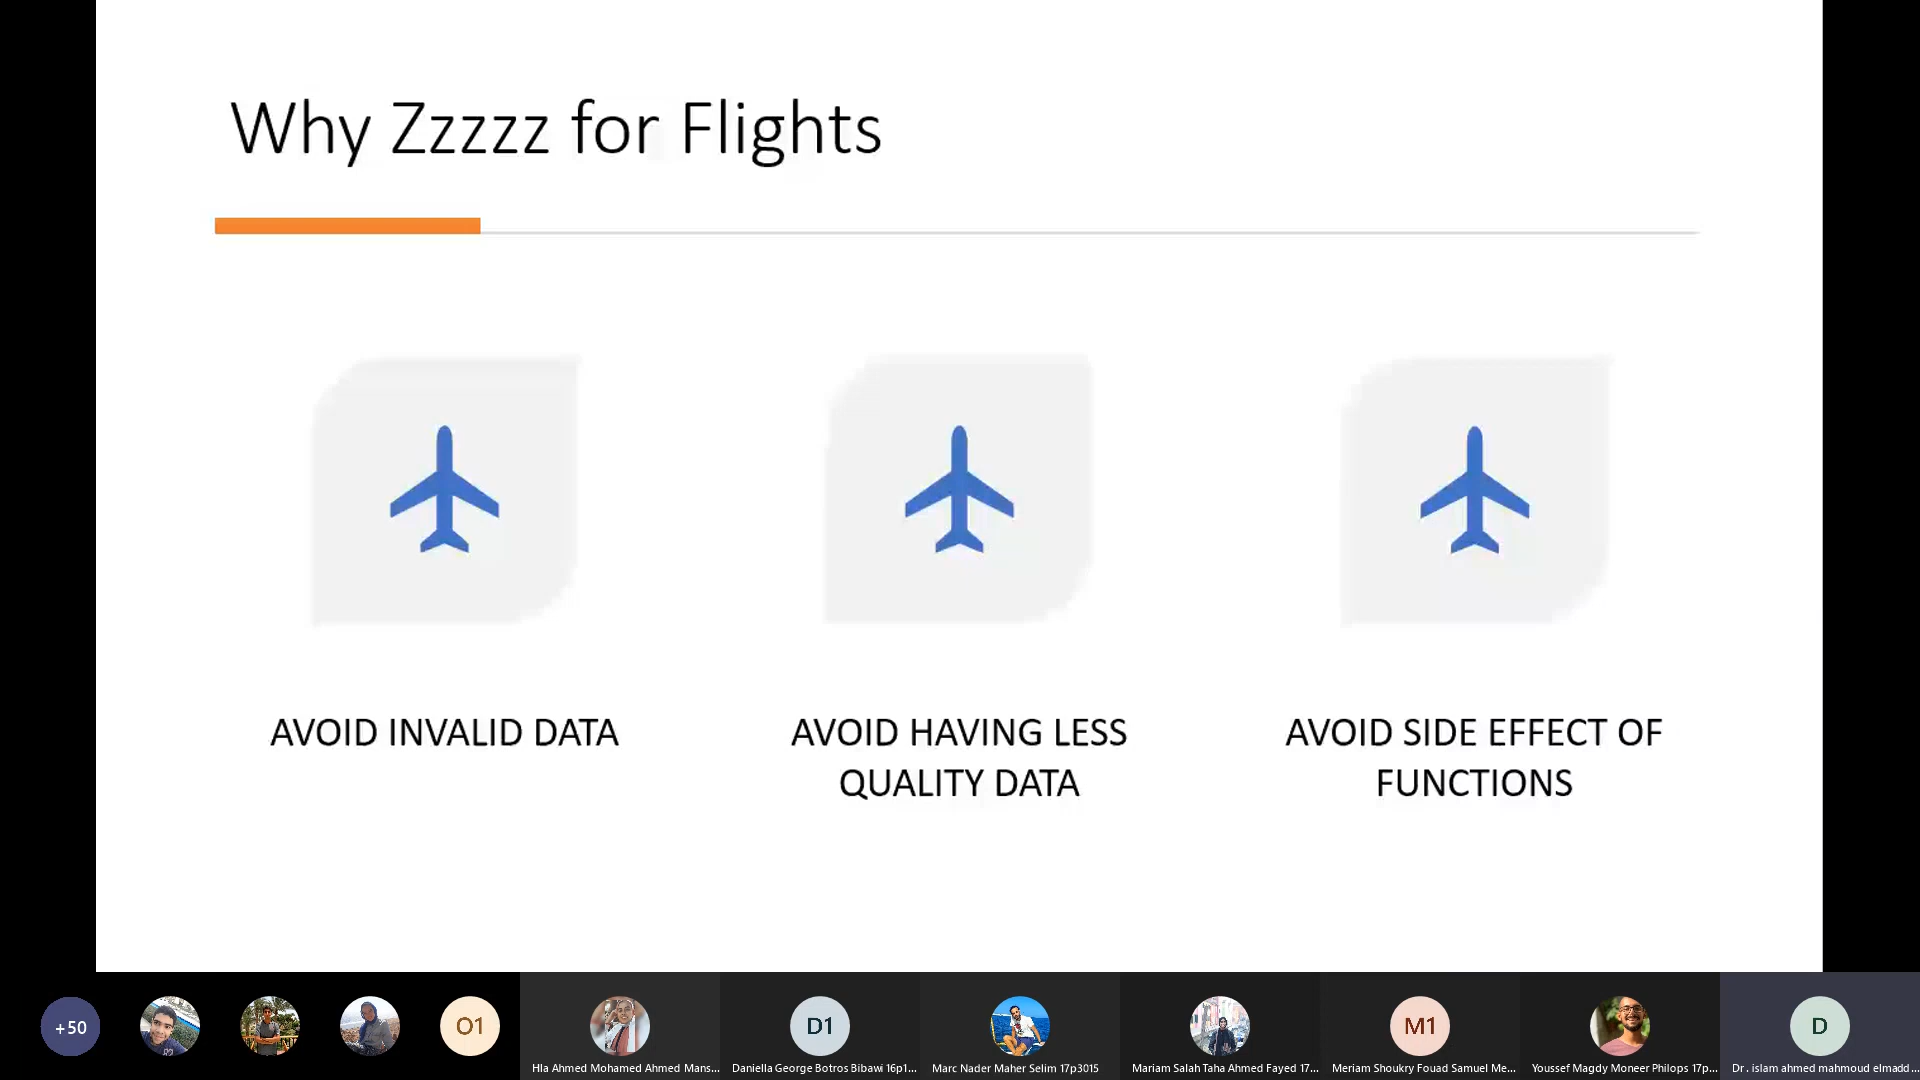 Why Zzzzz for Flights
AVOID INVALID DATA
AVOID HAVING LESS
QUALITY DATA
AVOID SIDE EFFECT OF
FUNCTIONS
+50
O1
D1
M1
D
Hla Ahmed Mohamed Ahmed Mans...
Daniella George Botros Bibawi 16p1...
Marc Nader Maher Selim 17p3015
Mariam Salah Taha Ahmed Fayed 17...
Meriam Shoukry Fouad Samuel Me...
Youssef Magdy Moneer Philops 17p...
Dr. islam ahmed mahmoud elmadd...